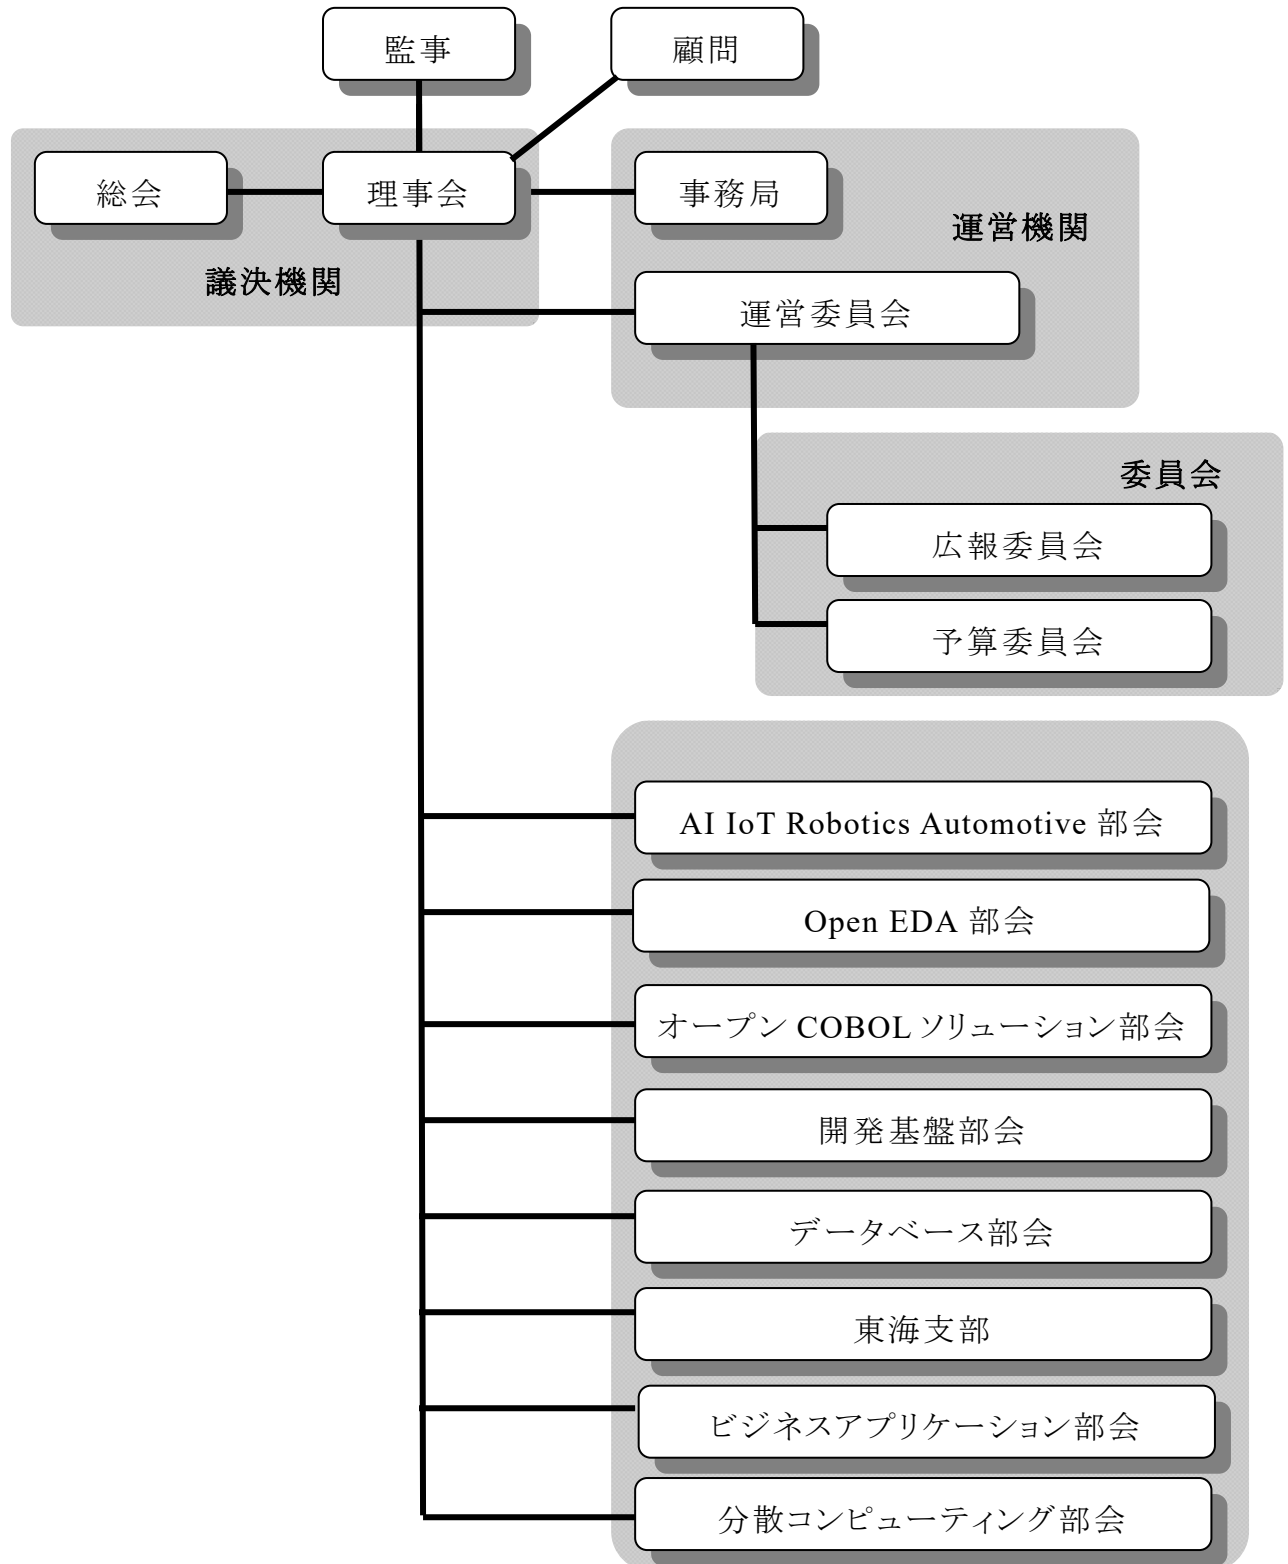 監事
顧問
総会
理事会
事務局
運営機関
議決機関
運営委員会
委員会
広報委員会
予算委員会
AI IoT Robotics Automotive 部会
Open EDA 部会
オープン COBOL ソリューション部会
開発基盤部会
データベース部会
東海支部
ビジネスアプリケーション部会
分散コンピューティング部会